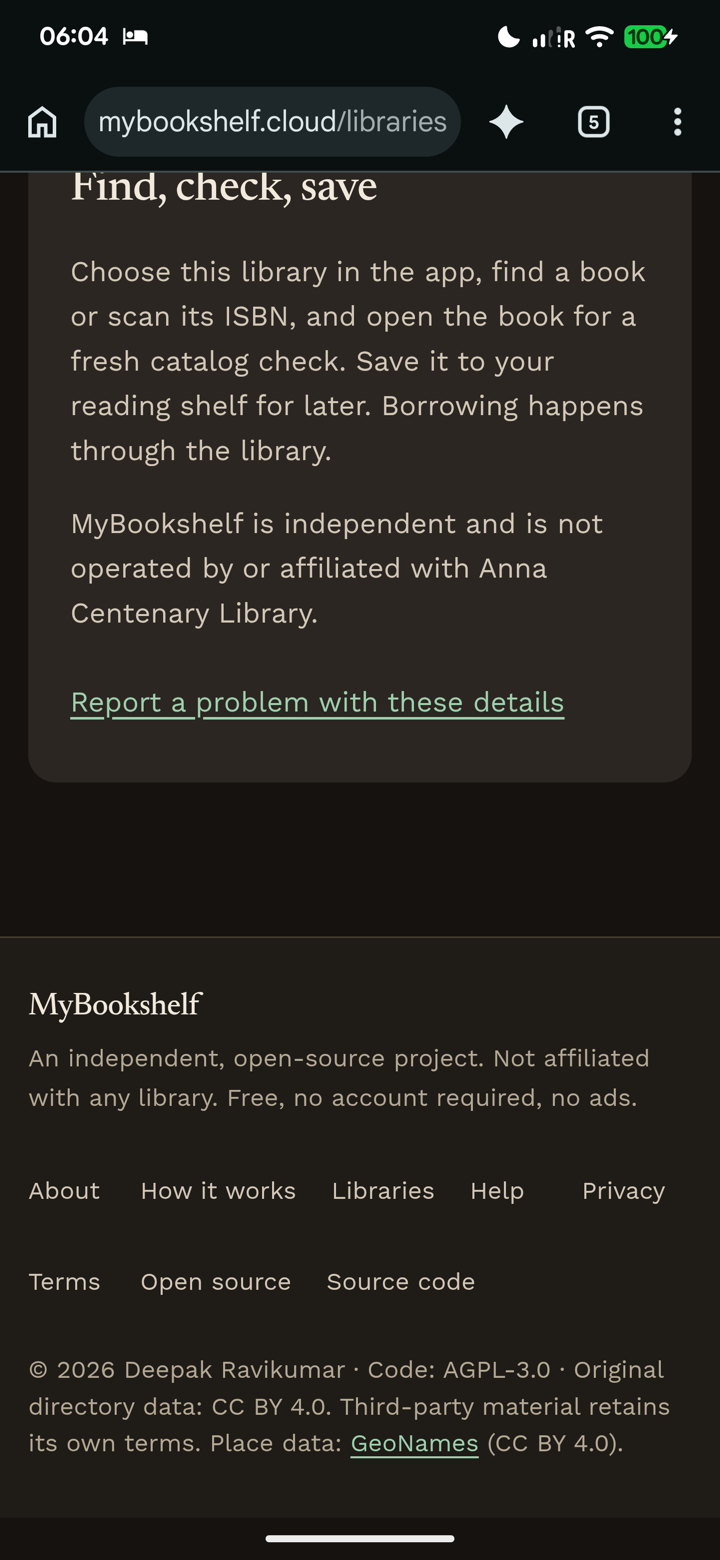 06:04
R
100
mybookshelf.cloud/libraries
5
Find, check, save
Choose this library in the app, find a book
or scan its ISBN, and open the book for a
fresh catalog check. Save it to your
reading shelf for later. Borrowing happens
through the library.
MyBookshelf is independent and is not
operated by or affiliated with Anna
Centenary Library.
Report a problem with these details
MyBookshelf
An independent, open-source project. Not affiliated
with any library. Free, no account required, no ads.
About How it works Libraries Help Privacy
Terms Open source Source code
© 2026 Deepak Ravikumar · Code: AGPL-3.0 · Original
directory data: CC BY 4.0. Third-party material retains
its own terms. Place data: GeoNames (CC BY 4.0).